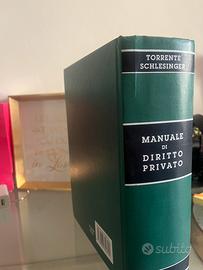 TORRENTE
SCHLESINGER
MANUALE
DI
DIRITTO
PRIVATO
subito